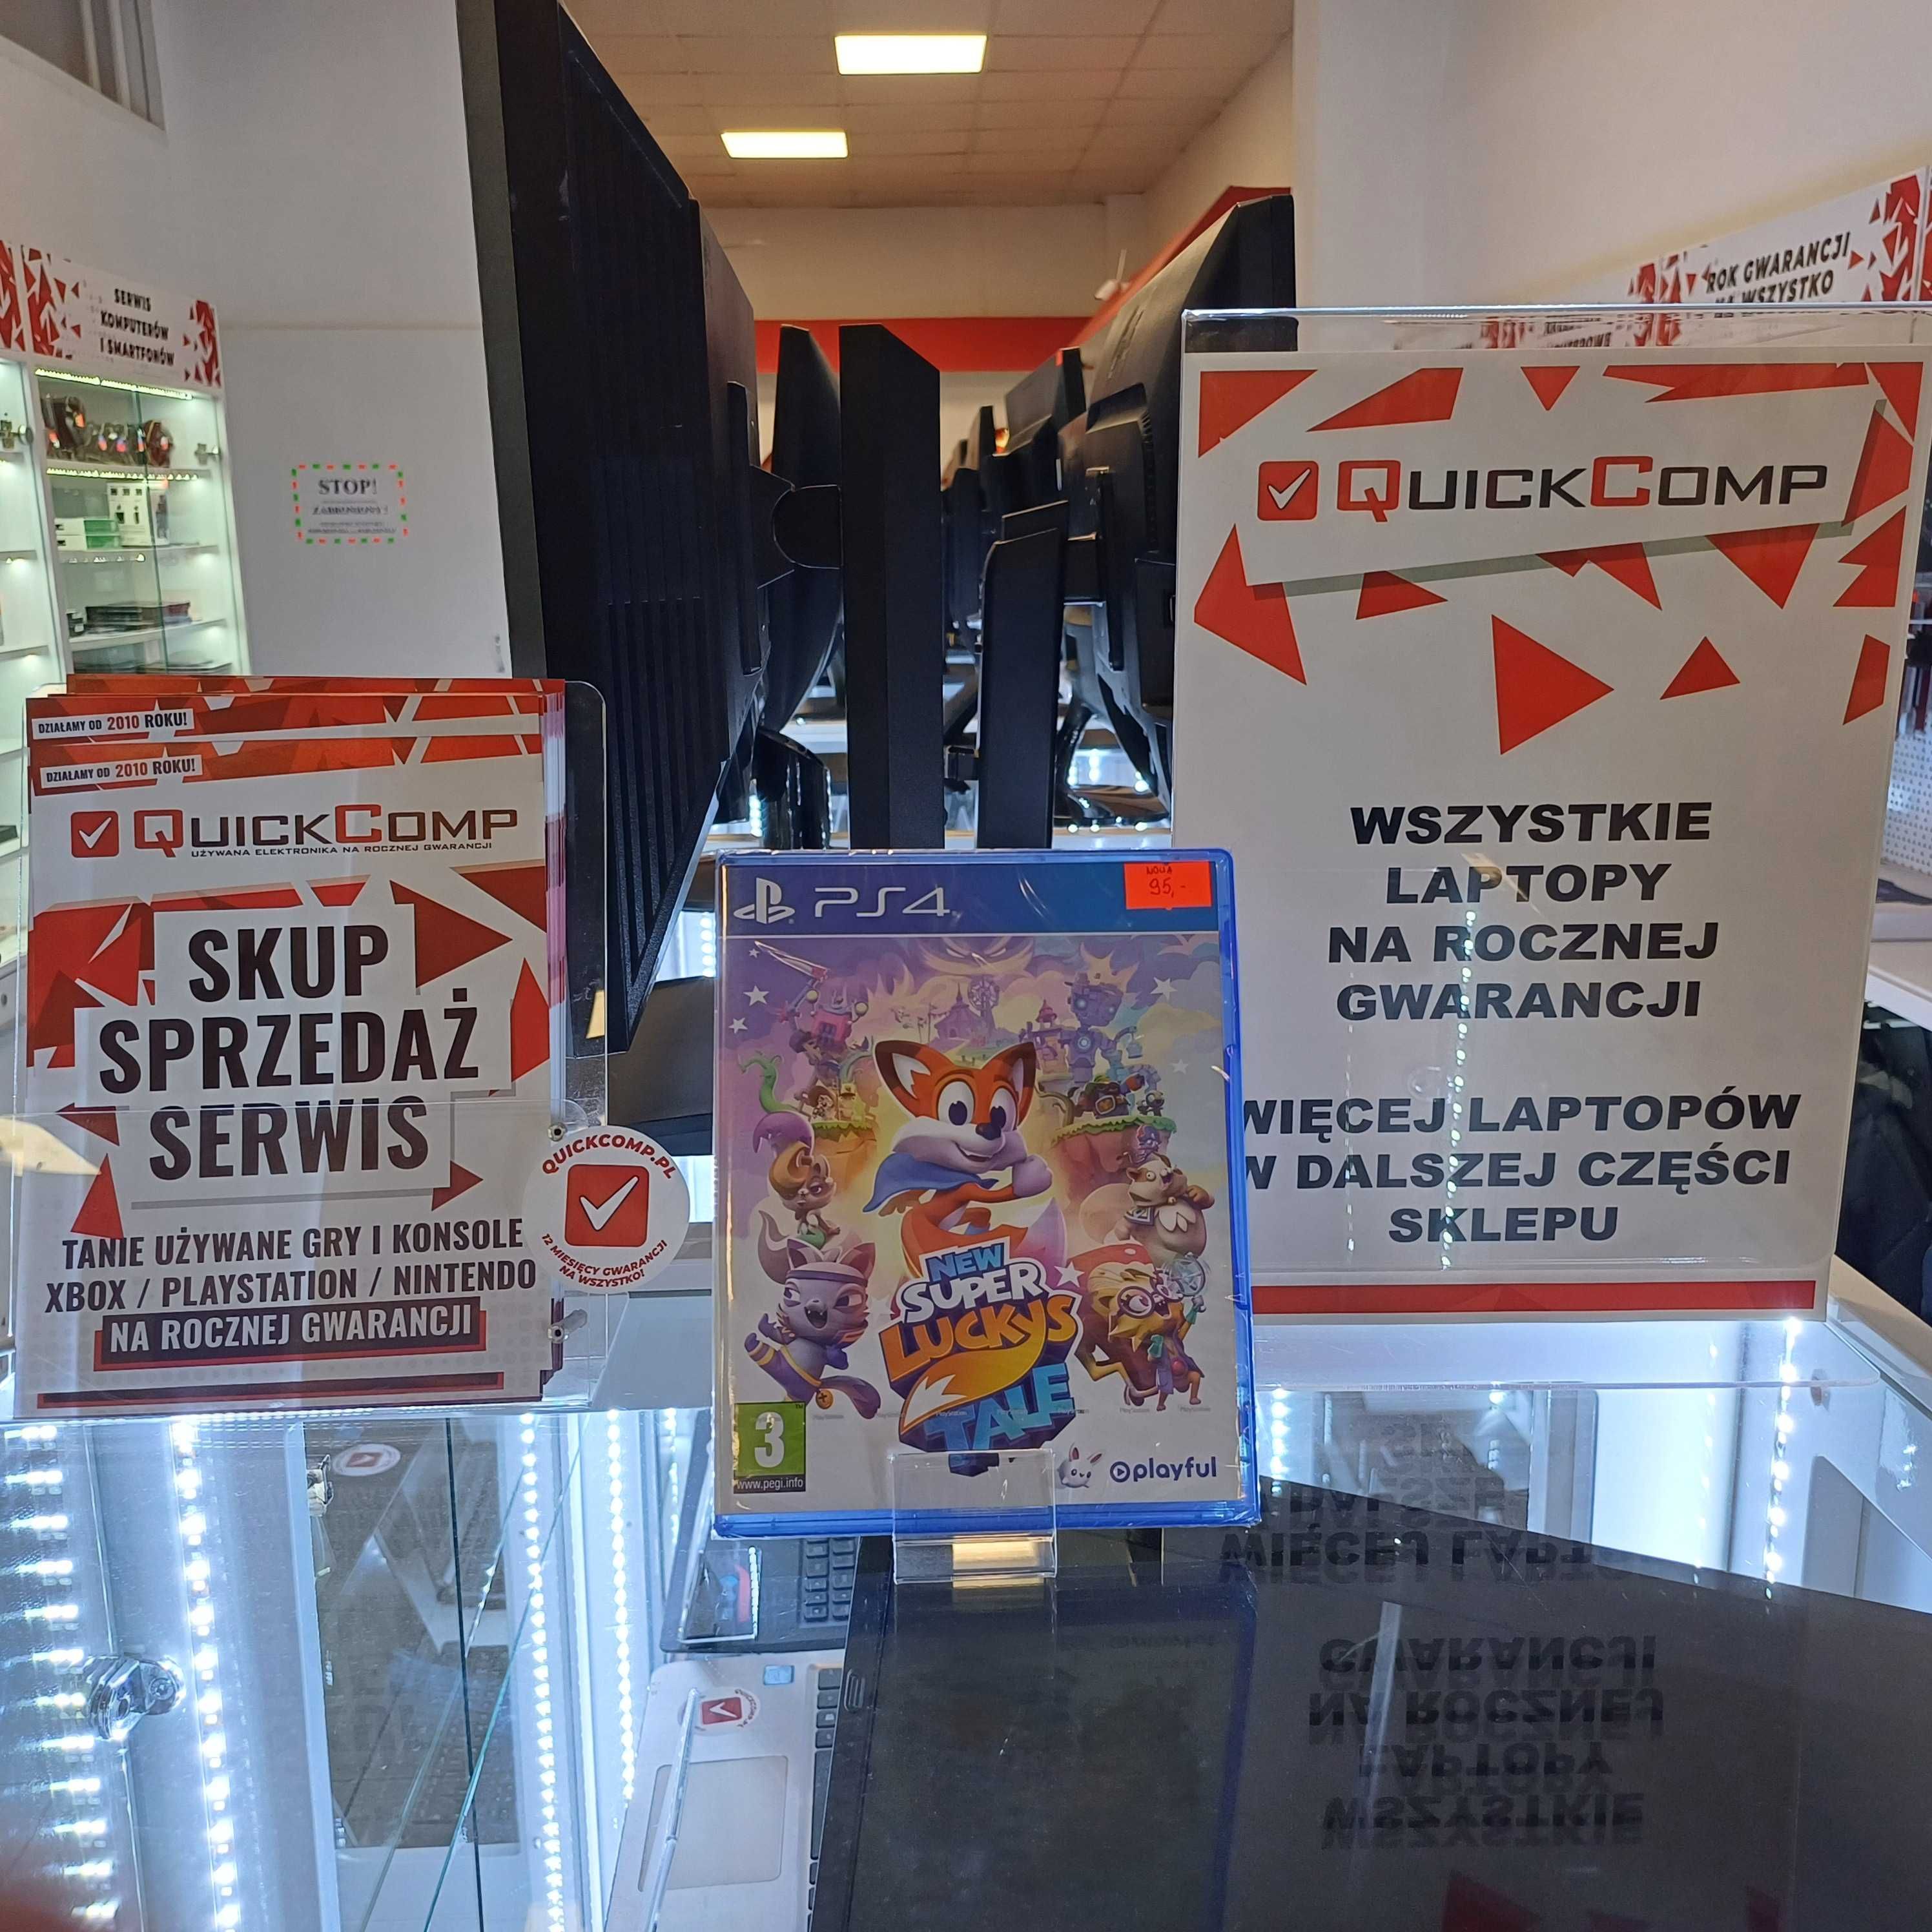 SERWIS
KOMPUTERÓW
I SMARTFONÓW
STOP!
ROK GWARANCJI
NA WSZYSTKO
QUICKCOMP
WSZYSTKIE
LAPTOPY
NA ROCZNEJ
GWARANCJI
WIĘCEJ LAPTOPÓW
W DALSZEJ CZĘŚCI
SKLEPU
DZIAŁAMY OD 2010 ROKU!
DZIAŁAMY OD 2010 ROKU!
QUICKCOMP
UŻYWANA ELEKTRONIKA NA ROCZNEJ GWARANCJI
SKUP
SPRZEDAŻ
SERWIS
TANIE UŻYWANE GRY I KONSOLE
XBOX / PLAYSTATION / NINTENDO
NA ROCZNEJ GWARANCJI
QUICKCOMP.PL
12 MIESIĘCY GWARANCJI
NA WSZYSTKO!
PS4
NOWA
95,-
NEW
SUPER
LUCKY'S
TALE
3
www.pegi.info
playful